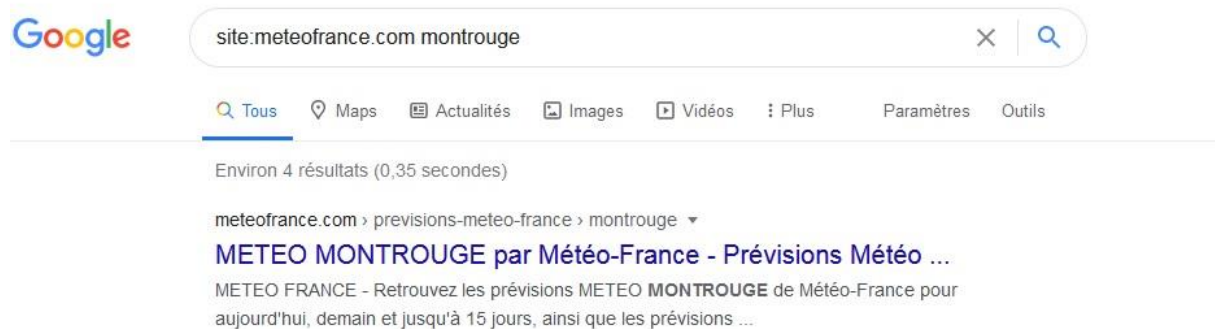 Google
site:meteofrance.com montrouge
Tous Maps Actualités Images Vidéos Plus Paramètres Outils
Environ 4 résultats (0,35 secondes)
meteofrance.com › previsions-meteo-france › montrouge
METEO MONTROUGE par Météo-France - Prévisions Météo ...
METEO FRANCE - Retrouvez les prévisions METEO MONTROUGE de Météo-France pour
aujourd'hui, demain et jusqu'à 15 jours, ainsi que les prévisions ...